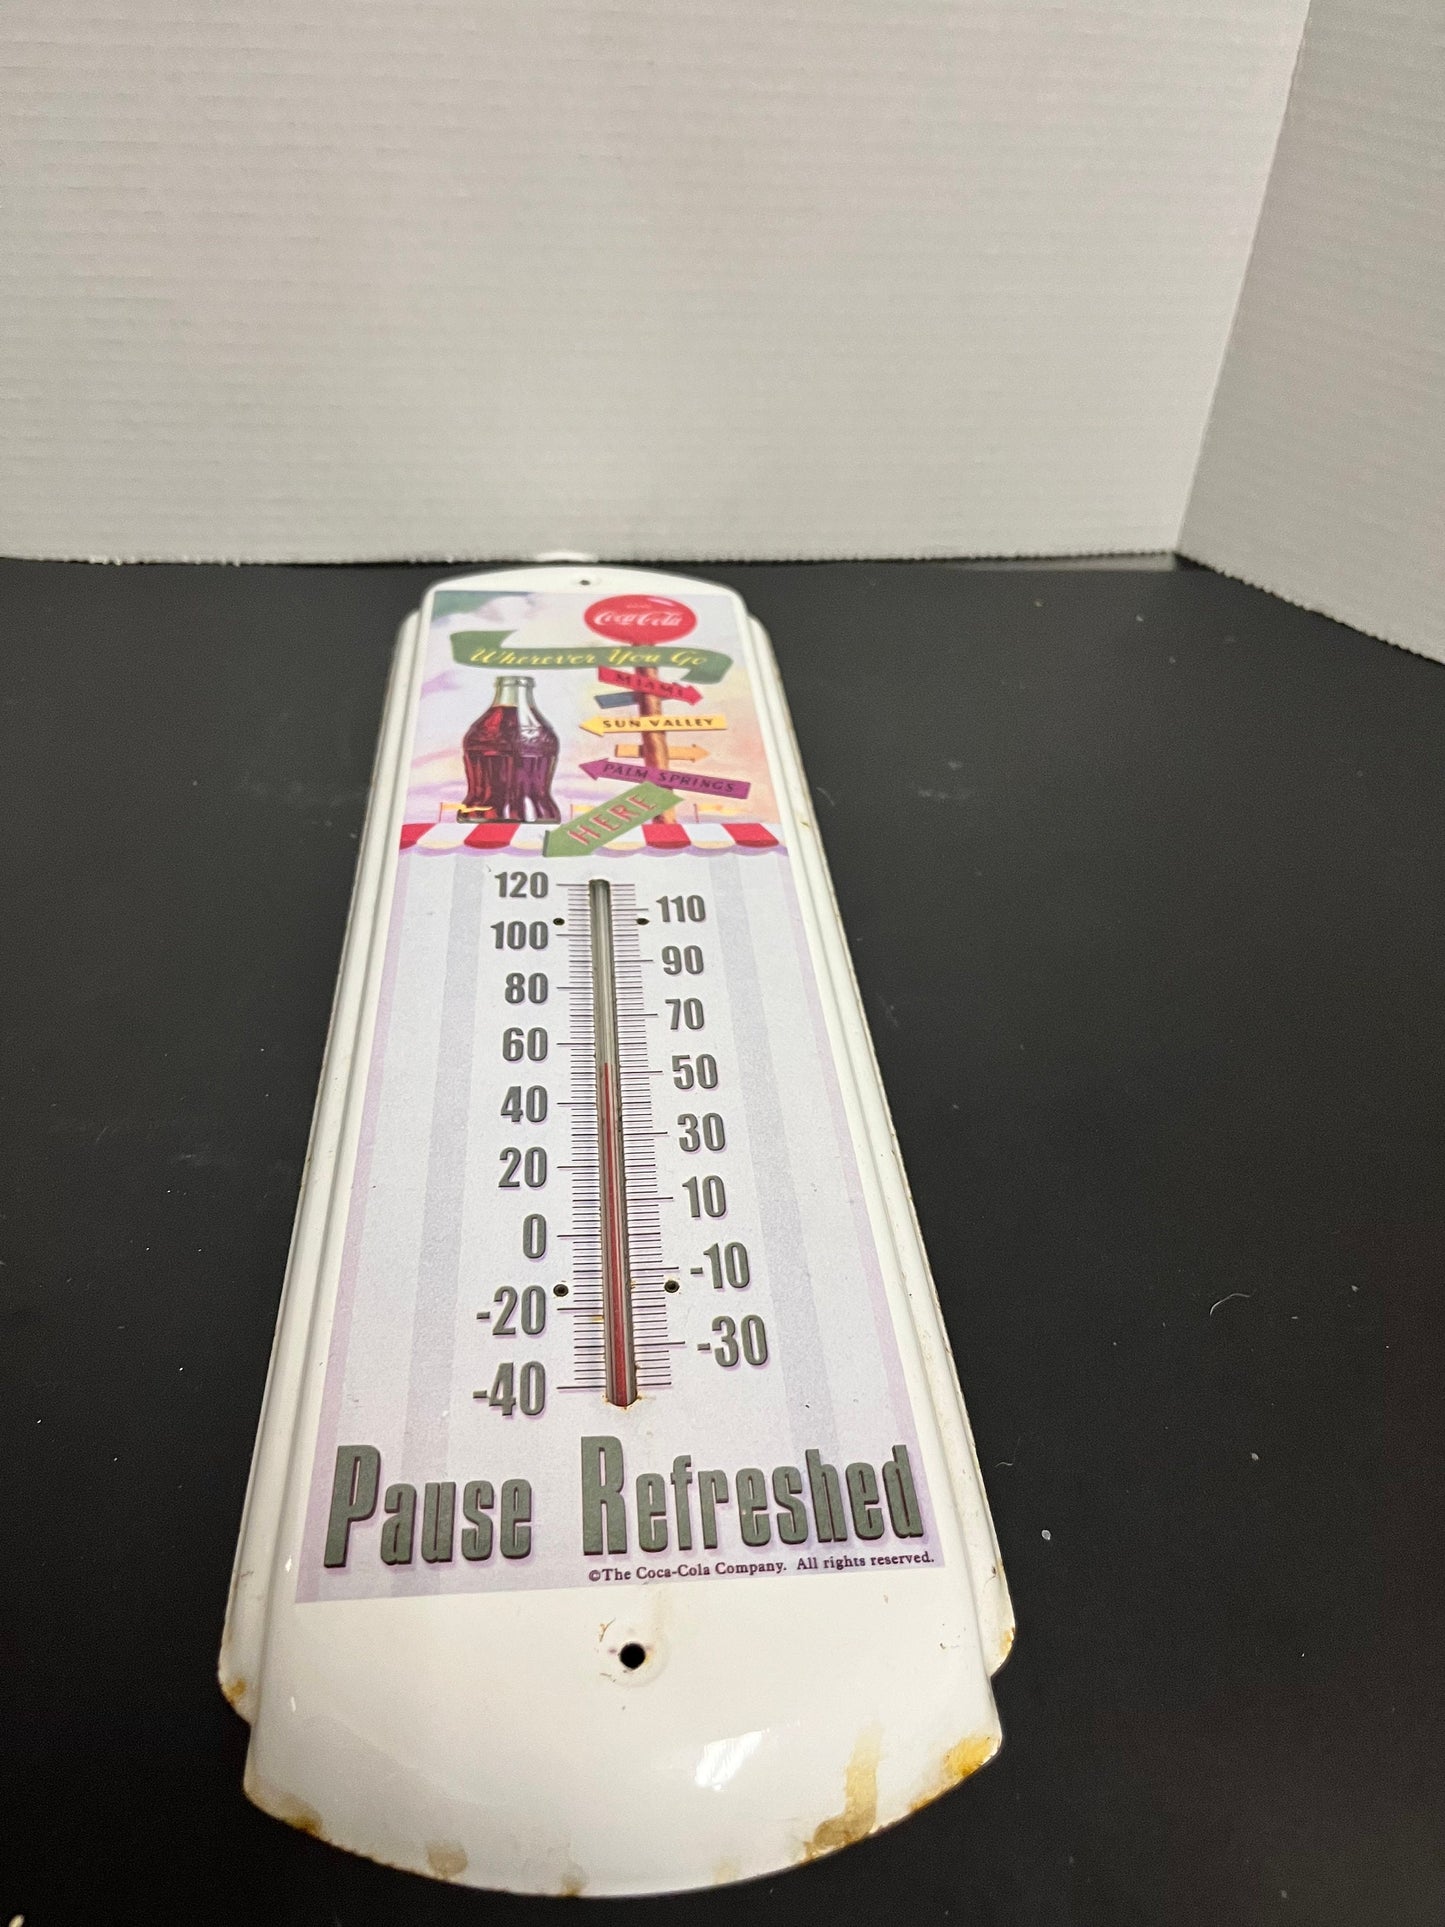 Coca-Cola
Wherever You Go
MIAMI
SUN VALLEY
PALM SPRINGS
HERE
120
110
100
90
80
70
60
50
40
30
20
10
0
-10
-20
-30
-40
Pause Refreshed
©The Coca-Cola Company. All rights reserved.